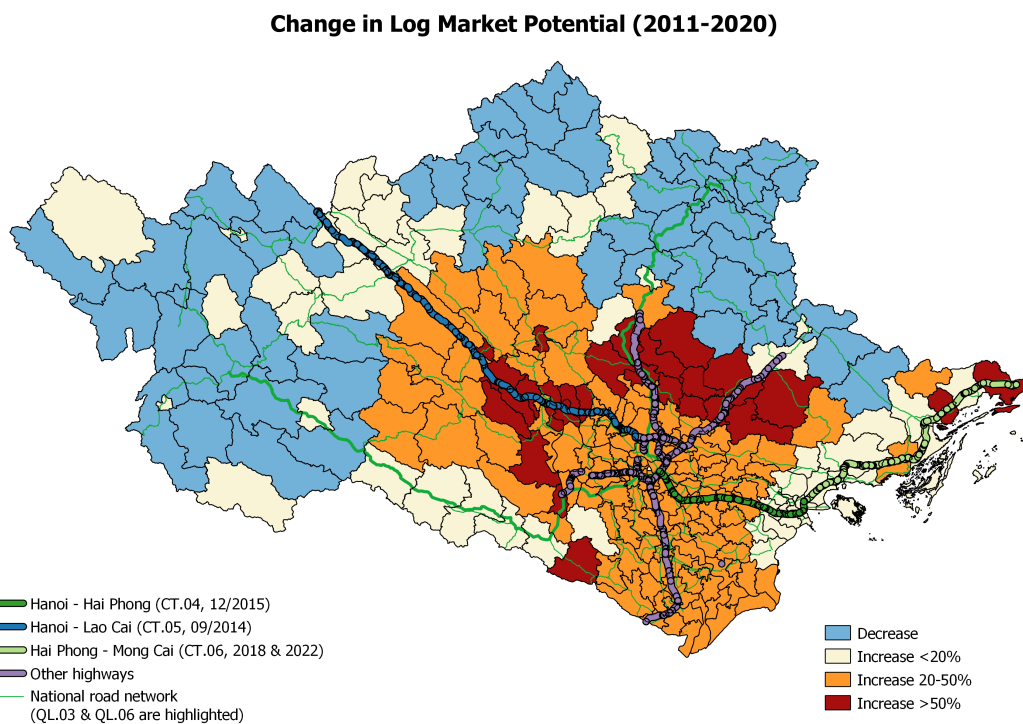 Change in Log Market Potential (2011-2020)
Hanoi - Hai Phong (CT.04, 12/2015)
Hanoi - Lao Cai (CT.05, 09/2014)
Hai Phong - Mong Cai (CT.06, 2018 & 2022)
Other highways
National road network
(QL.03 & QL.06 are highlighted)
Decrease
Increase <20%
Increase 20-50%
Increase >50%